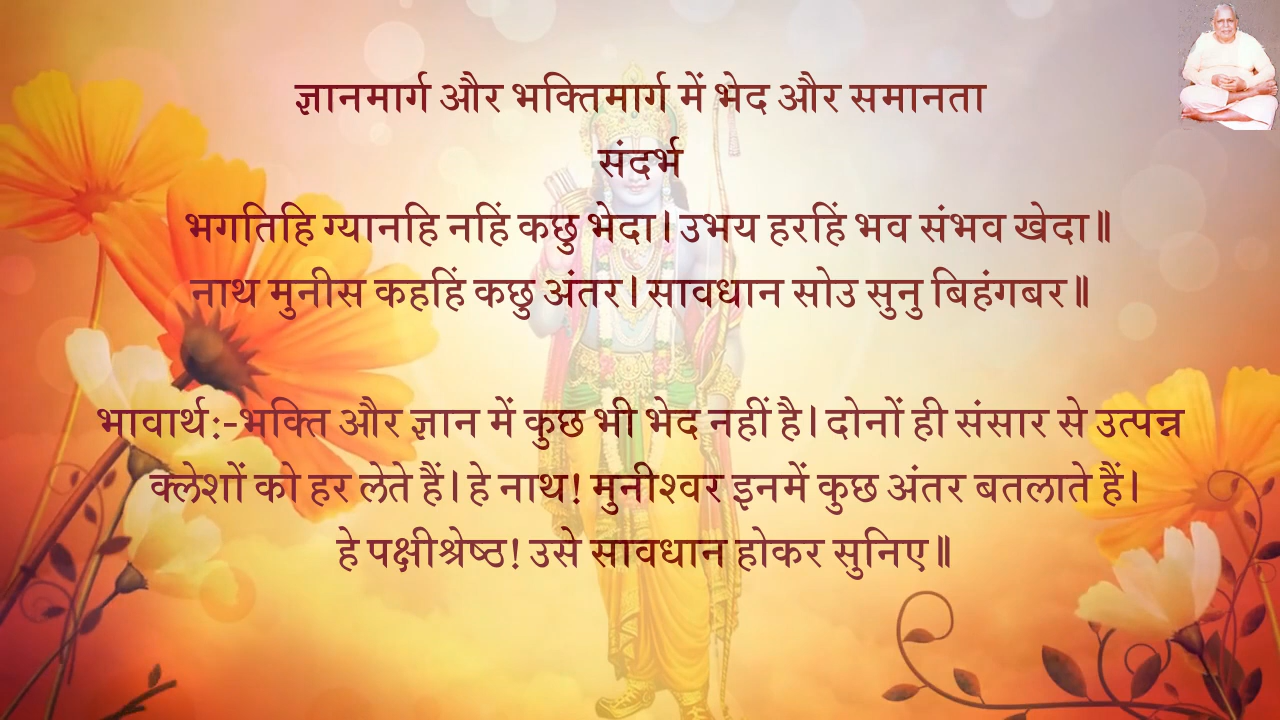 ज्ञानमार्ग और भक्तिमार्ग में भेद और समानता
संदर्भ
भगतिहि ग्यानहि नहिं कछु भेदा। उभय हरहिं भव संभव खेदा॥
नाथ मुनीस कहहिं कछु अंतर। सावधान सोउ सुनु बिहंगबर॥
भावार्थ:-भक्ति और ज्ञान में कुछ भी भेद नहीं है। दोनों ही संसार से उत्पन्न
क्लेशों को हर लेते हैं। हे नाथ! मुनीश्वर इनमें कुछ अंतर बतलाते हैं।
हे पक्षीश्रेष्ठ! उसे सावधान होकर सुनिए॥